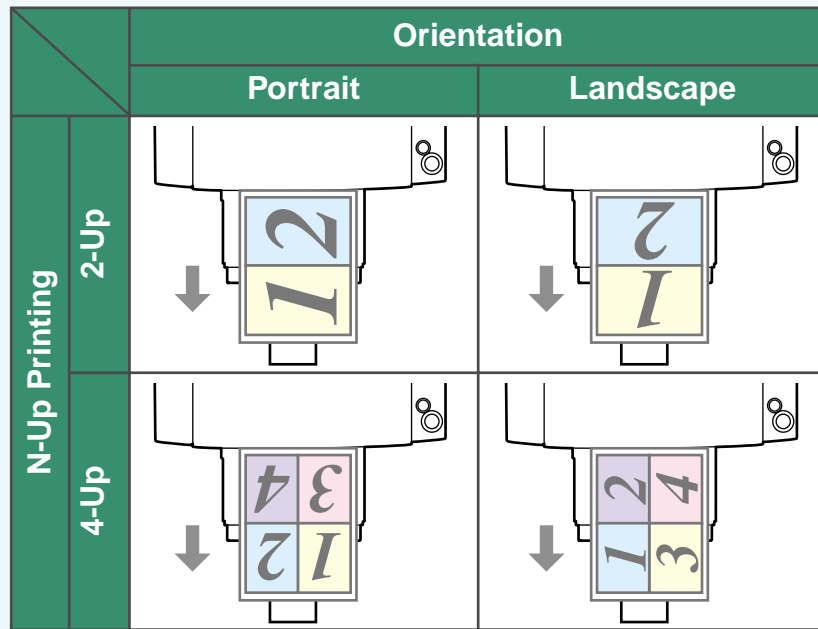 Orientation
Portrait
Landscape
N-Up Printing
2-Up
2
1
2
1
4-Up
4 3
2 1
2 4
1 3